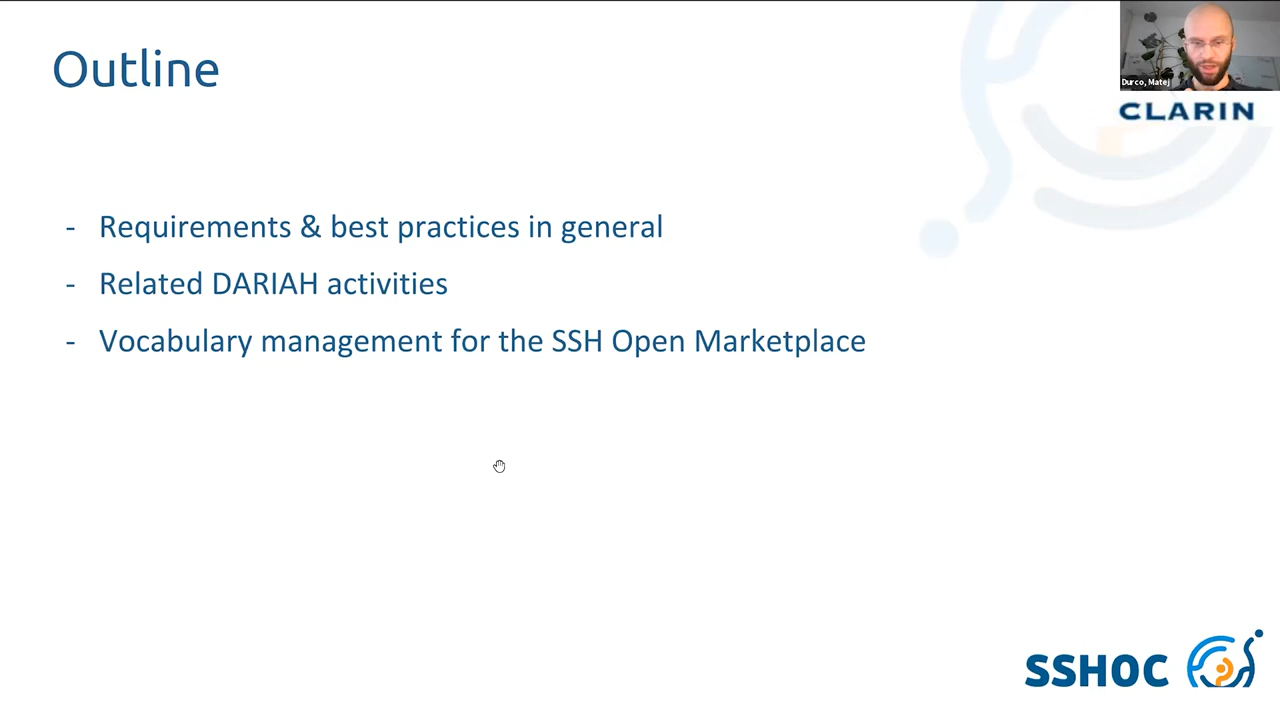 Outline
Durco, Matej
CLARIN
- Requirements & best practices in general
- Related DARIAH activities
- Vocabulary management for the SSH Open Marketplace
SSHOC